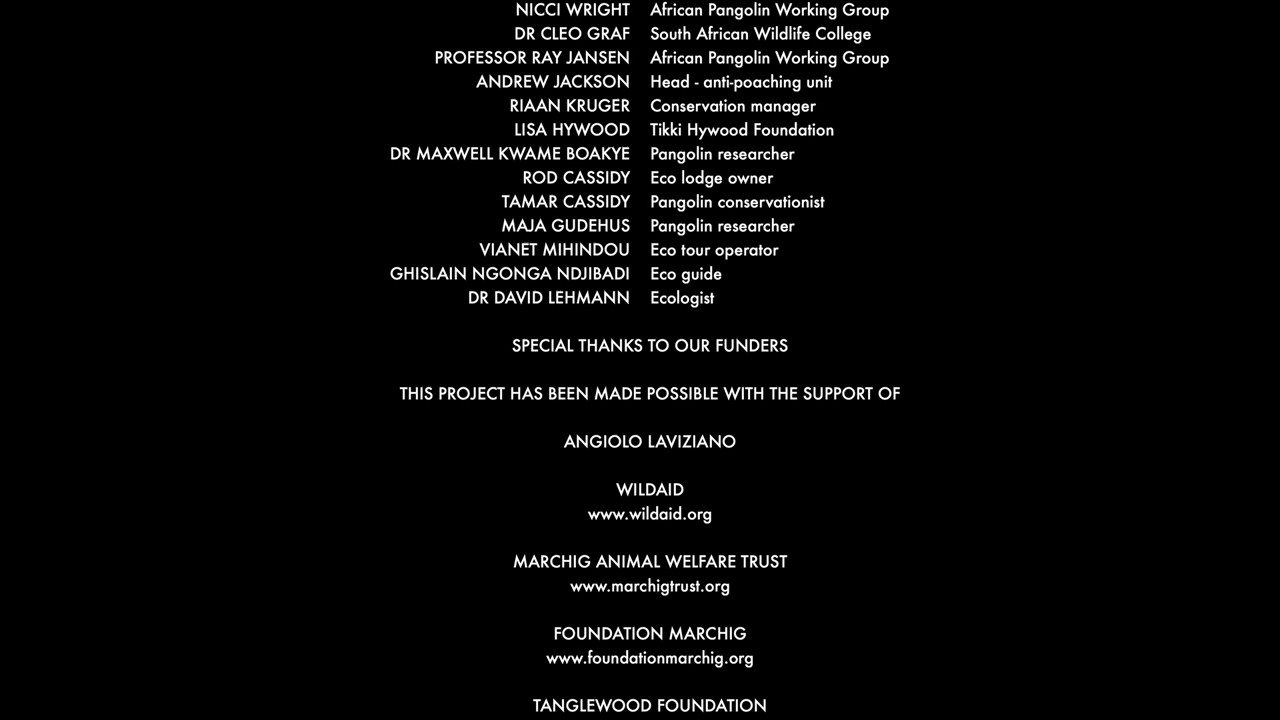 NICCI WRIGHT African Pangolin Working Group
DR CLEO GRAF South African Wildlife College
PROFESSOR RAY JANSEN African Pangolin Working Group
ANDREW JACKSON Head - anti-poaching unit
RIAAN KRUGER Conservation manager
LISA HYWOOD Tikki Hywood Foundation
DR MAXWELL KWAME BOAKYE Pangolin researcher
ROD CASSIDY Eco lodge owner
TAMAR CASSIDY Pangolin conservationist
MAJA GUDEHUS Pangolin researcher
VIANET MIHINDOU Eco tour operator
GHISLAIN NGONGA NDJIBADI Eco guide
DR DAVID LEHMANN Ecologist
SPECIAL THANKS TO OUR FUNDERS
THIS PROJECT HAS BEEN MADE POSSIBLE WITH THE SUPPORT OF
ANGIOLO LAVIZIANO
WILDAID
www.wildaid.org
MARCHIG ANIMAL WELFARE TRUST
www.marchigtrust.org
FOUNDATION MARCHIG
www.foundationmarchig.org
TANGLEWOOD FOUNDATION